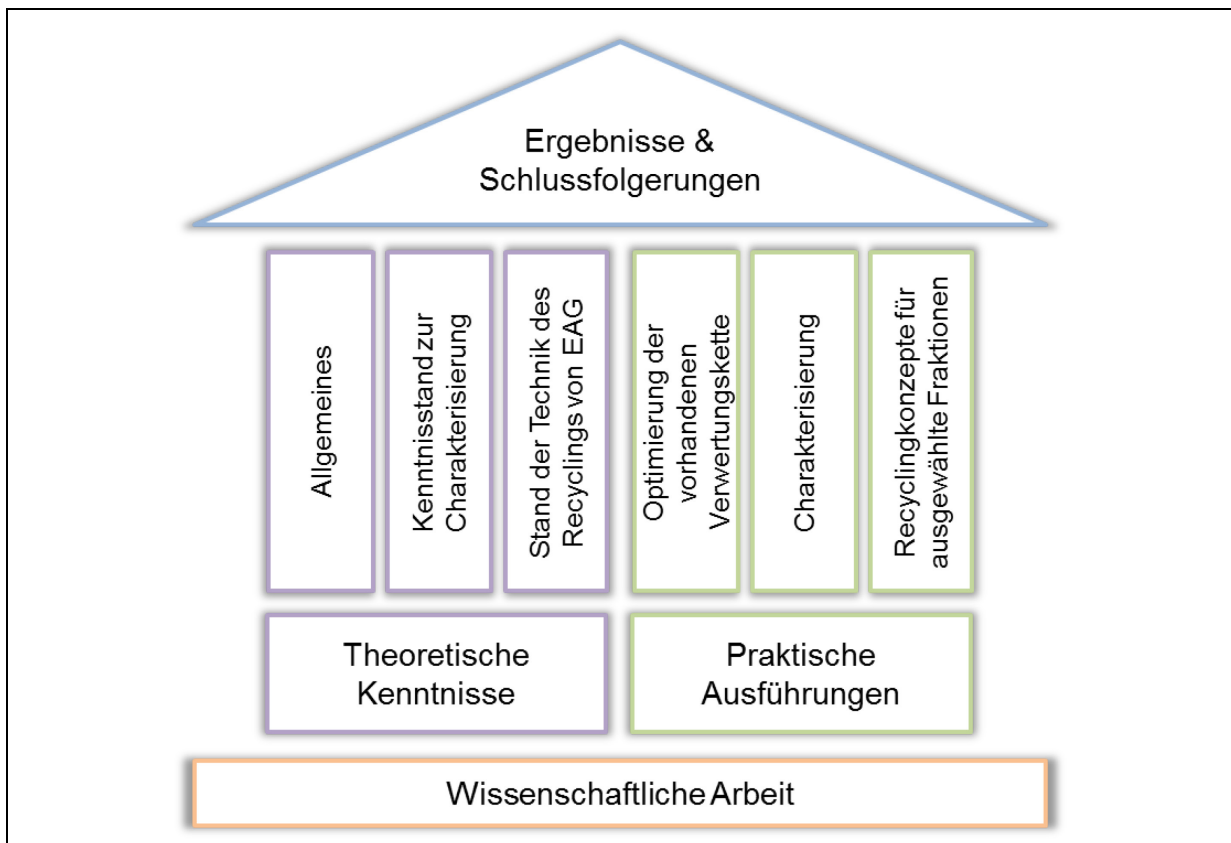 Ergebnisse &
Schlussfolgerungen
Allgemeines
Kenntnisstand zur
Charakterisierung
Stand der Technik des
Recyclings von EAG
Optimierung der
vorhandenen
Verwertungskette
Charakterisierung
Recyclingkonzepte für
ausgewählte Fraktionen
Theoretische
Kenntnisse
Praktische
Ausführungen
Wissenschaftliche Arbeit